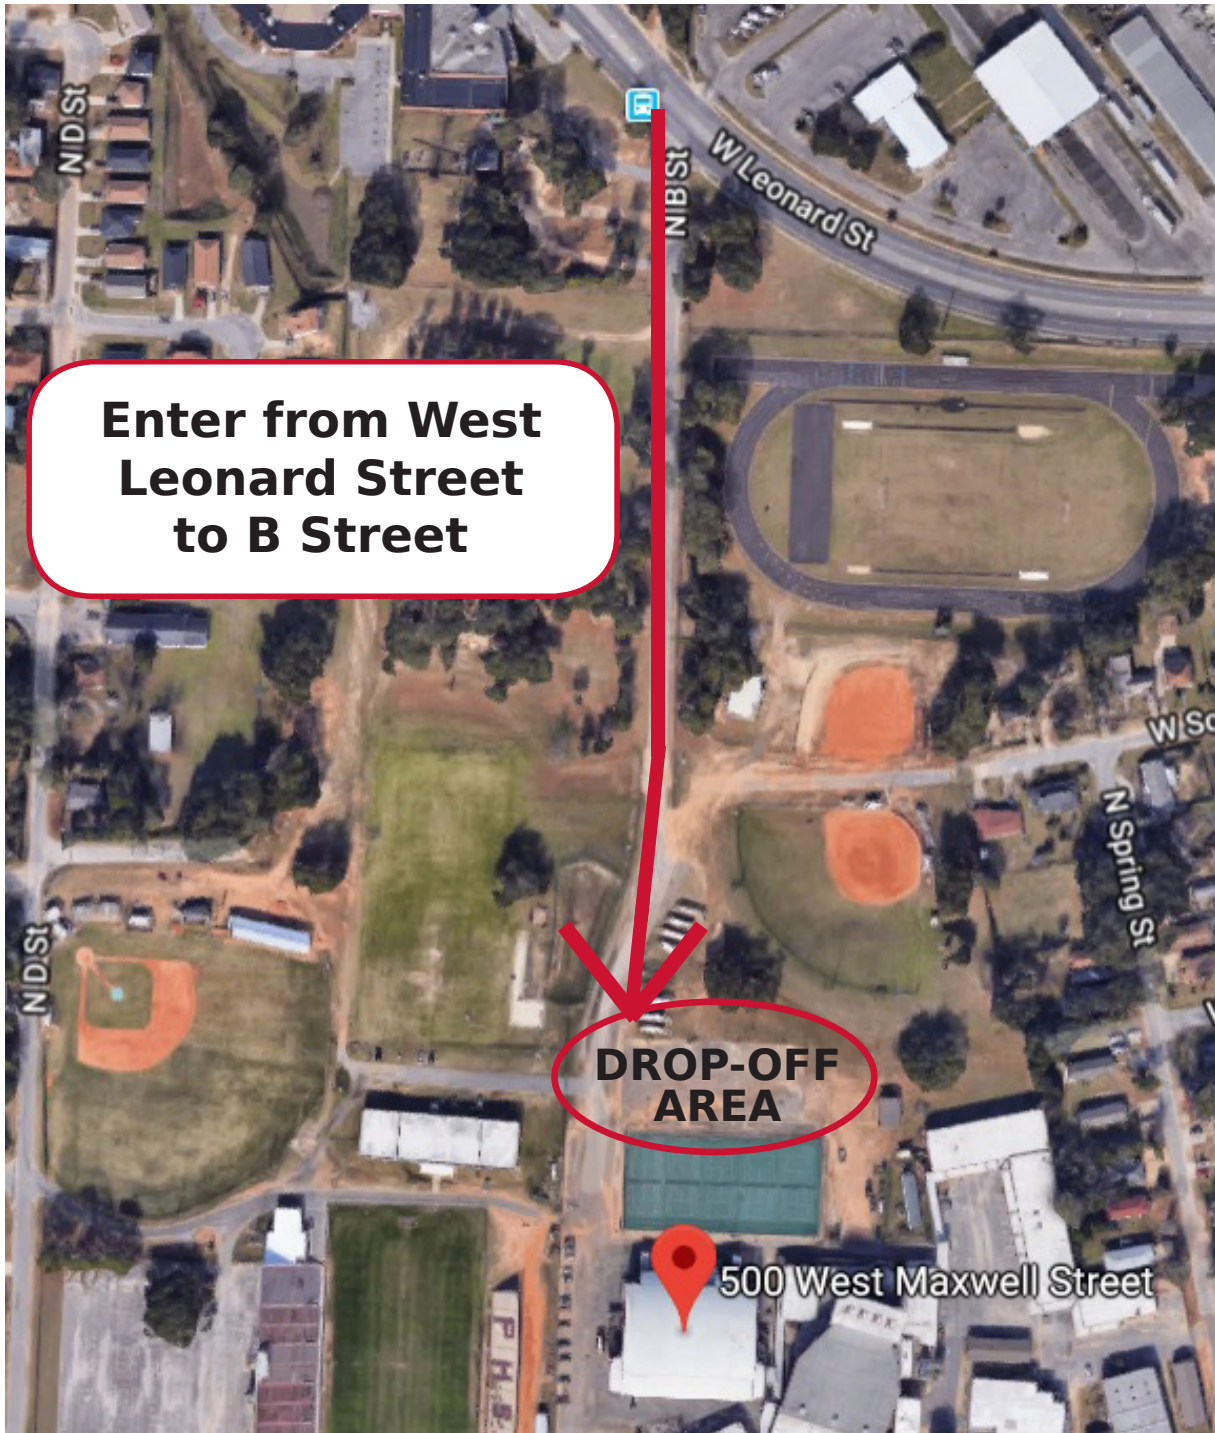 N D St
N B St
W Leonard St
Enter from West
Leonard Street
to B Street
W Sc
N Spring St
N D St
DROP-OFF
AREA
500 West Maxwell Street
PHS